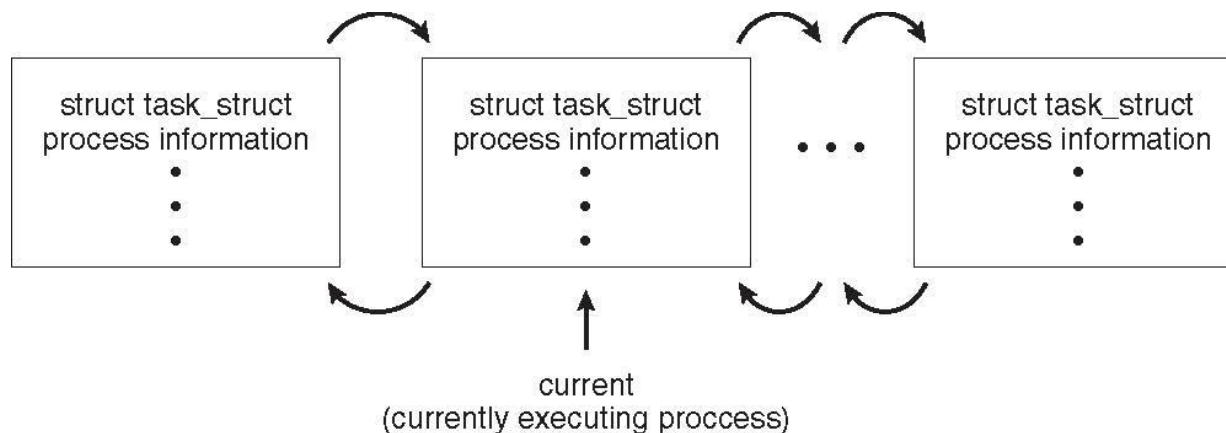 struct task_struct
process information
struct task_struct
process information
struct task_struct
process information
current
(currently executing proccess)